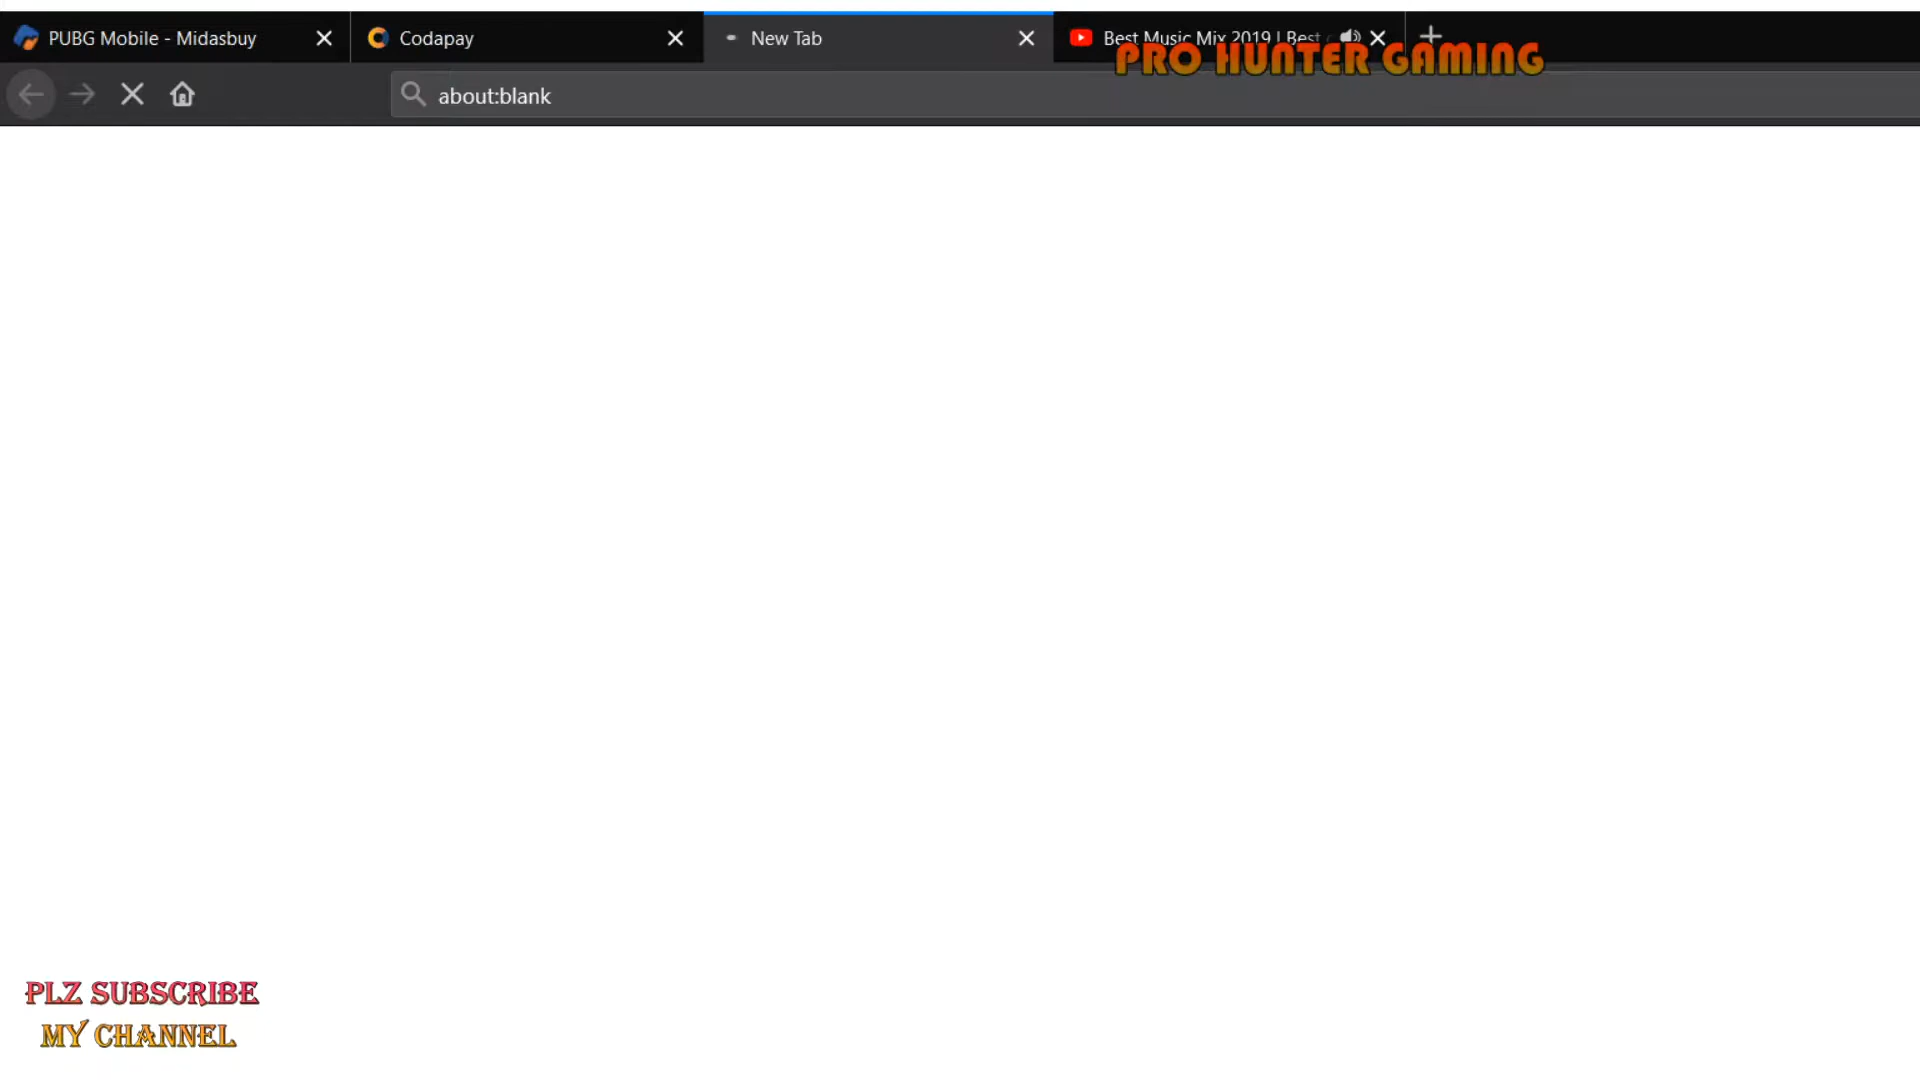 PUBG Mobile - Midasbuy
Codapay
New Tab
Best Music Mix 2019 | Best
PRO HUNTER GAMING
about:blank
PLZ SUBSCRIBE
MY CHANNEL